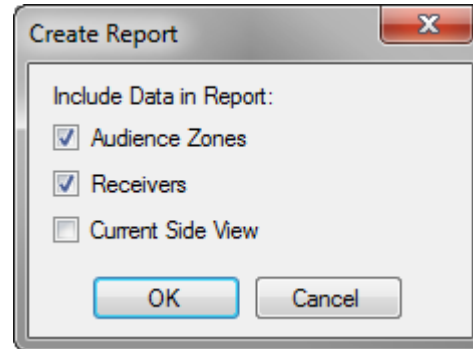 Create Report
Include Data in Report:
Audience Zones
Receivers
Current Side View
OK Cancel